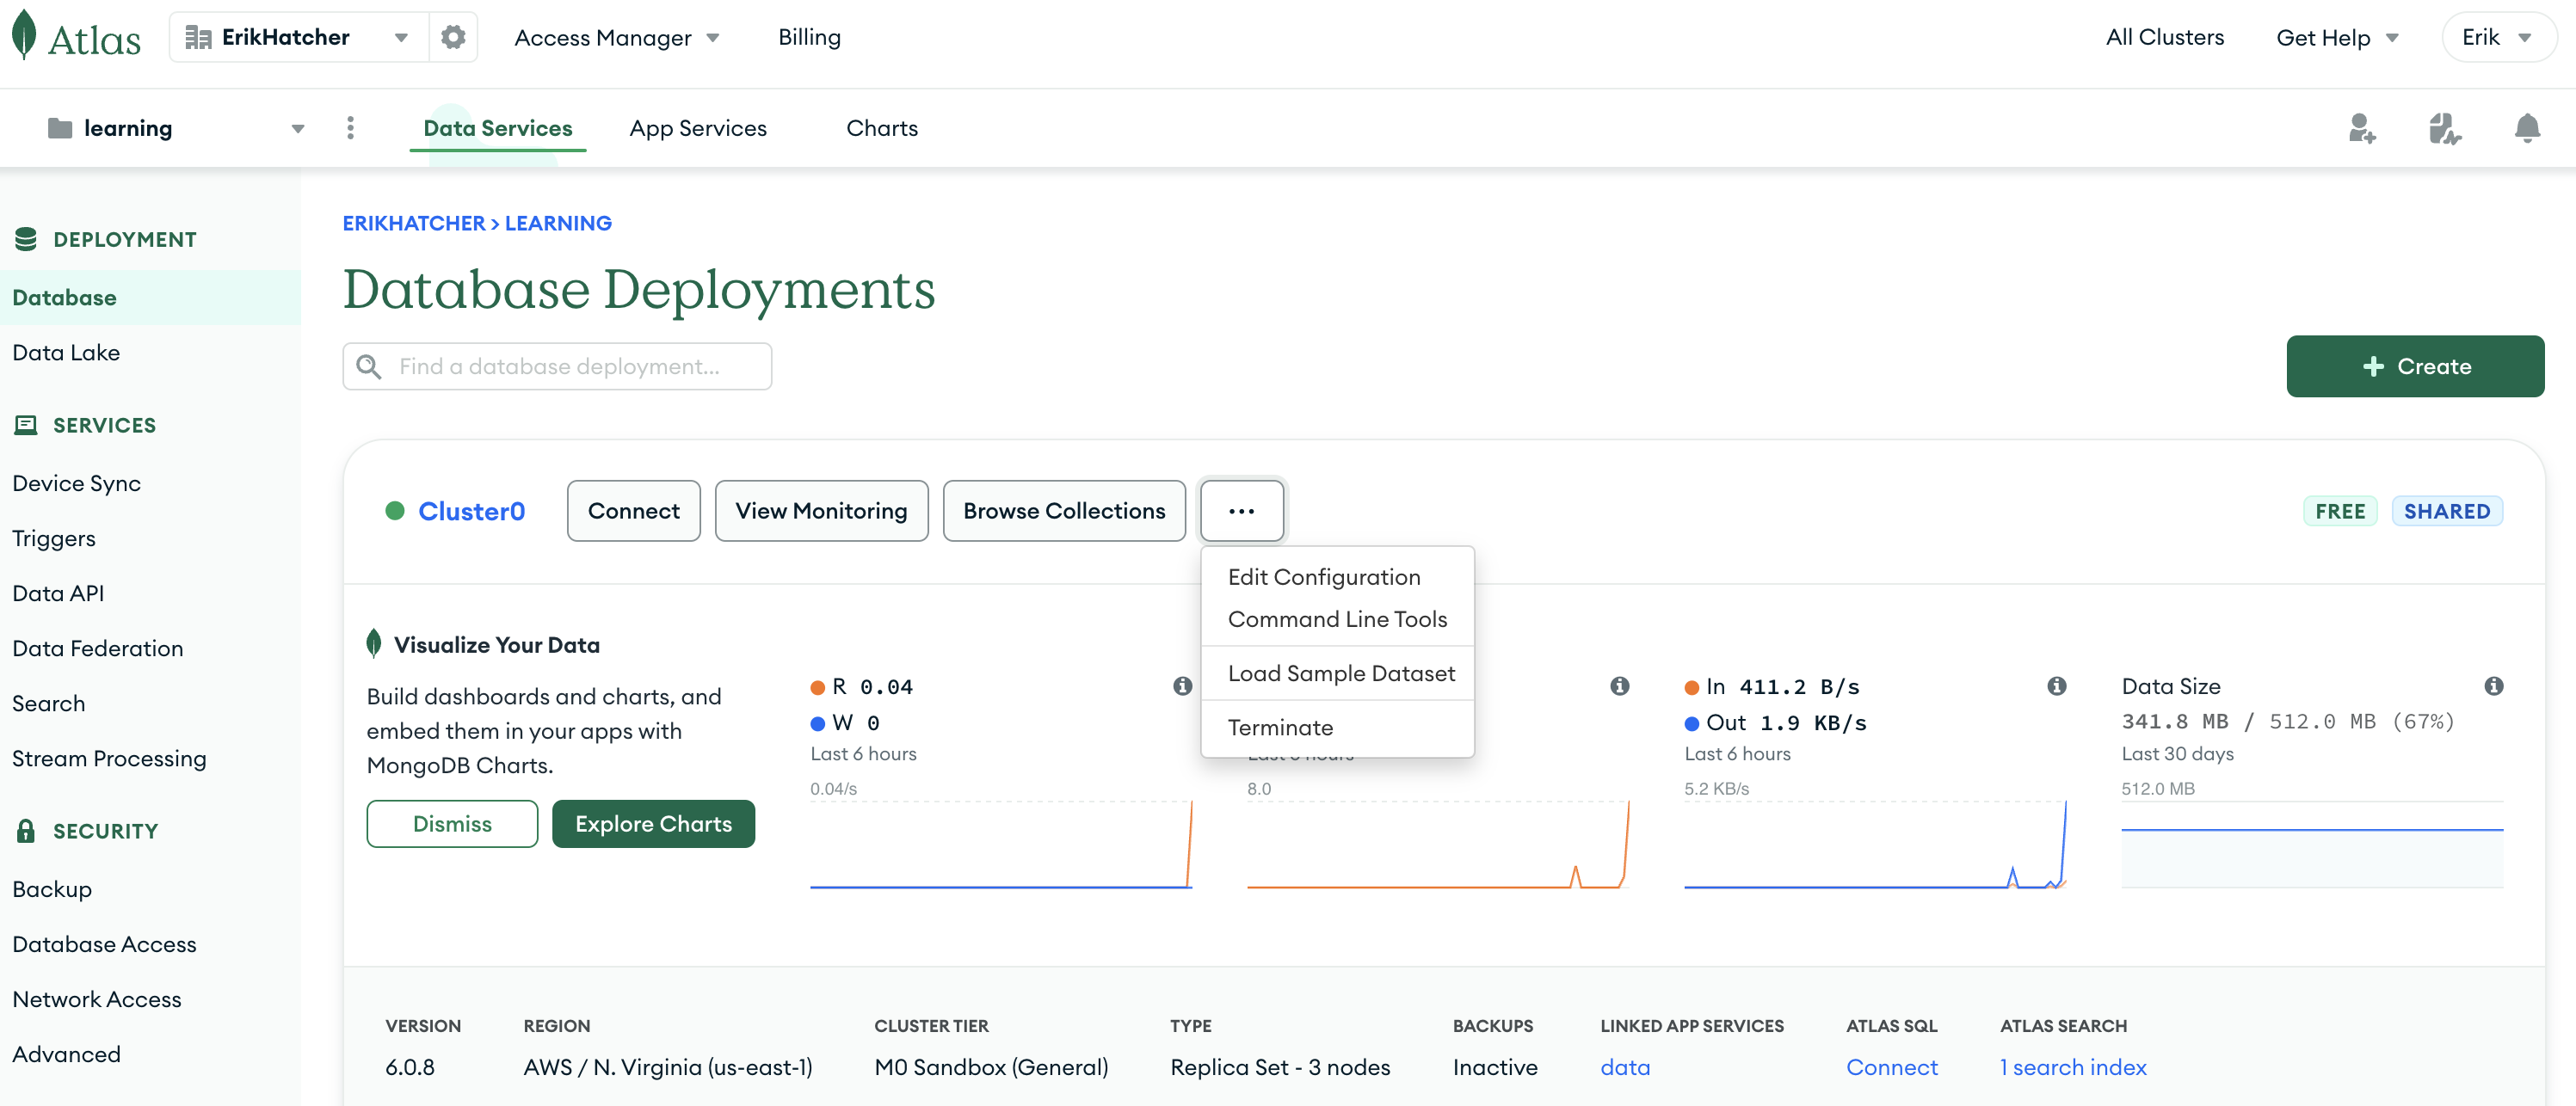 Atlas
ErikHatcher
Access Manager
Billing
All Clusters
Get Help
Erik
learning
Data Services
App Services
Charts
DEPLOYMENT
Database
Data Lake
SERVICES
Device Sync
Triggers
Data API
Data Federation
Search
Stream Processing
SECURITY
Backup
Database Access
Network Access
Advanced
ERIKHATCHER > LEARNING
Database Deployments
Find a database deployment...
+ Create
Cluster0
Connect
View Monitoring
Browse Collections
...
FREE
SHARED
Edit Configuration
Command Line Tools
Load Sample Dataset
Terminate
Visualize Your Data
Build dashboards and charts, and
embed them in your apps with
MongoDB Charts.
Dismiss
Explore Charts
R 0.04
W 0
Last 6 hours
0.04/s
Last 6 hours
8.0
In 411.2 B/s
Out 1.9 KB/s
Last 6 hours
5.2 KB/s
Data Size
341.8 MB / 512.0 MB (67%)
Last 30 days
512.0 MB
VERSION
6.0.8
REGION
AWS / N. Virginia (us-east-1)
CLUSTER TIER
M0 Sandbox (General)
TYPE
Replica Set - 3 nodes
BACKUPS
Inactive
LINKED APP SERVICES
data
ATLAS SQL
Connect
ATLAS SEARCH
1 search index